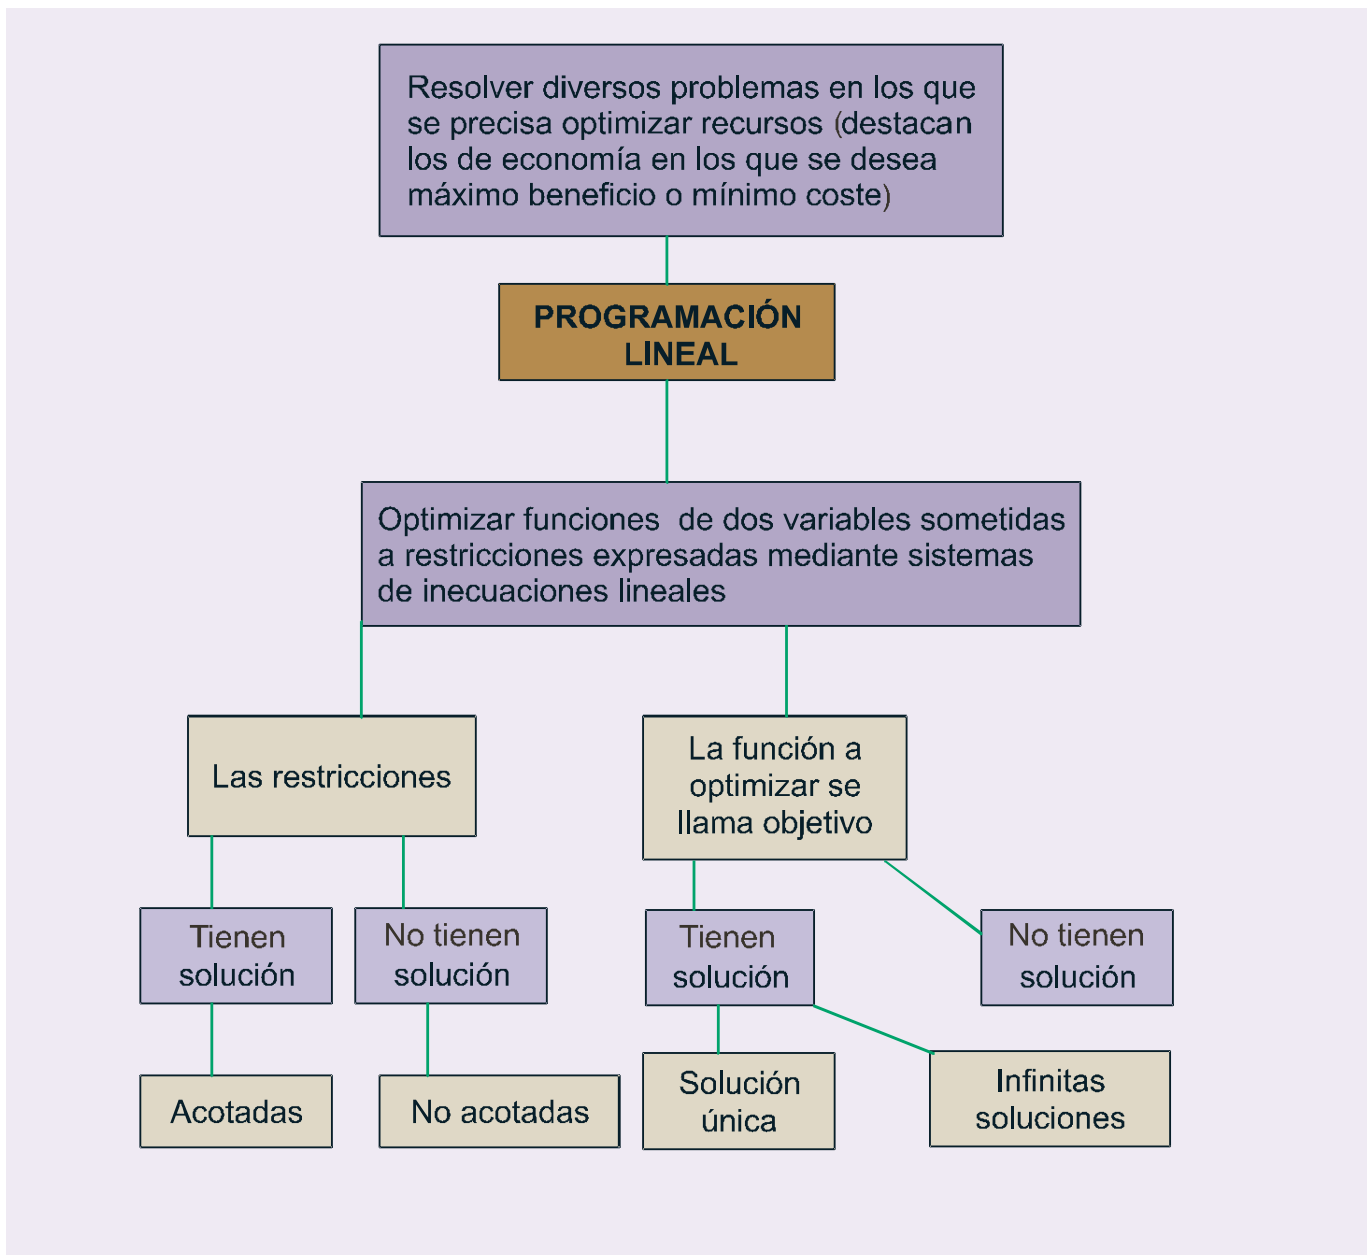 Resolver diversos problemas en los que
se precisa optimizar recursos (destacan
los de economía en los que se desea
máximo beneficio o mínimo coste)
PROGRAMACIÓN
LINEAL
Optimizar funciones de dos variables sometidas
a restricciones expresadas mediante sistemas
de inecuaciones lineales
Las restricciones
La función a
optimizar se
llama objetivo
Tienen
solución
No tienen
solución
Tienen
solución
No tienen
solución
Acotadas
No acotadas
Solución
única
Infinitas
soluciones